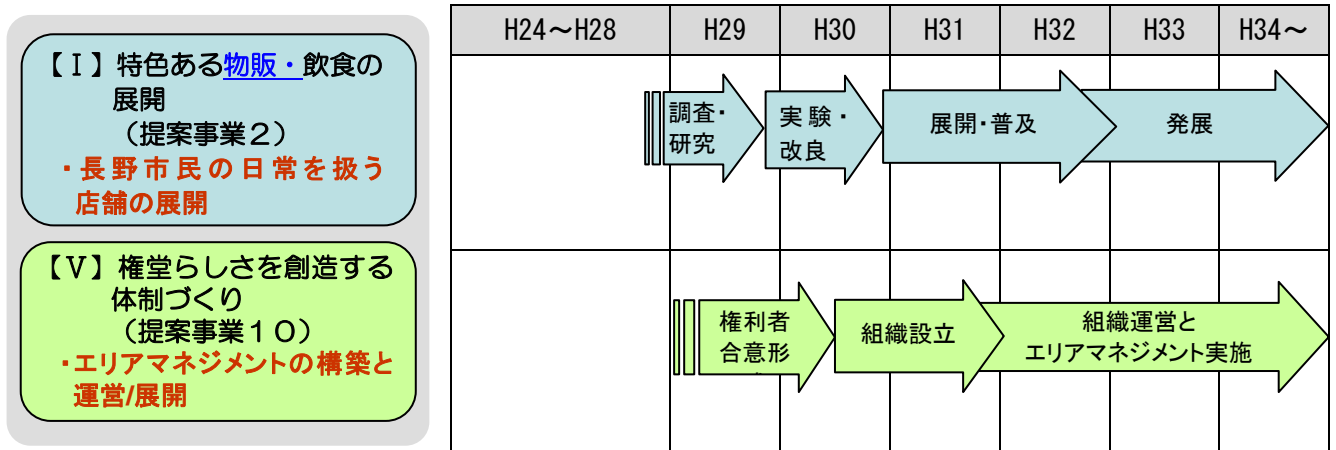 【Ⅰ】特色ある物販・飲食の
展開
（提案事業２）
・長野市民の日常を扱う
店舗の展開
【Ⅴ】権堂らしさを創造する
体制づくり
（提案事業１０）
・エリアマネジメントの構築と
運営/展開
H24～H28 H29 H30 H31 H32 H33 H34～
調査・
研究
実験・
改良
展開・普及
発展
権利者
合意形
組織設立
組織運営と
エリアマネジメント実施